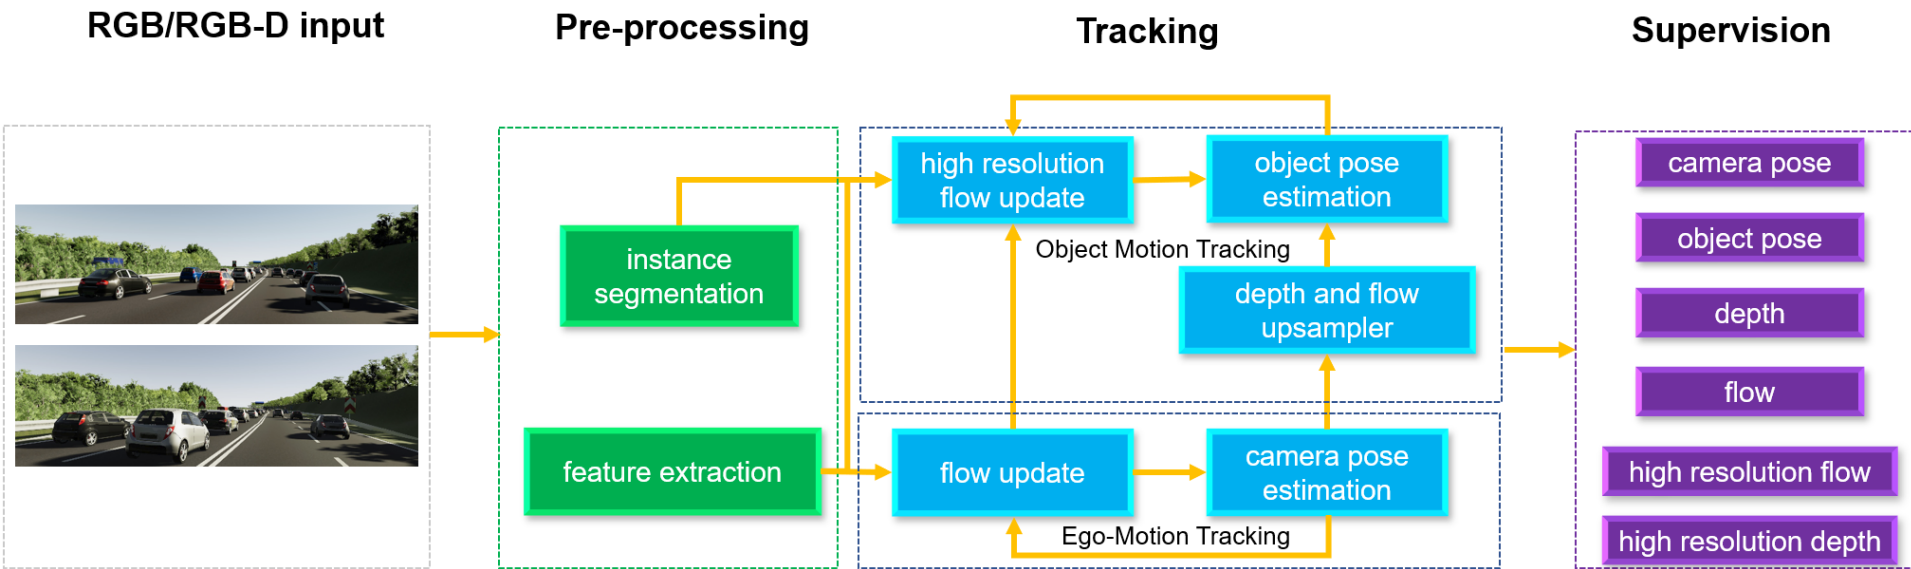 RGB/RGB-D input
Pre-processing
Tracking
Supervision
instance
segmentation
feature extraction
high resolution
flow update
object pose
estimation
Object Motion Tracking
depth and flow
upsampler
flow update
camera pose
estimation
Ego-Motion Tracking
camera pose
object pose
depth
flow
high resolution flow
high resolution depth